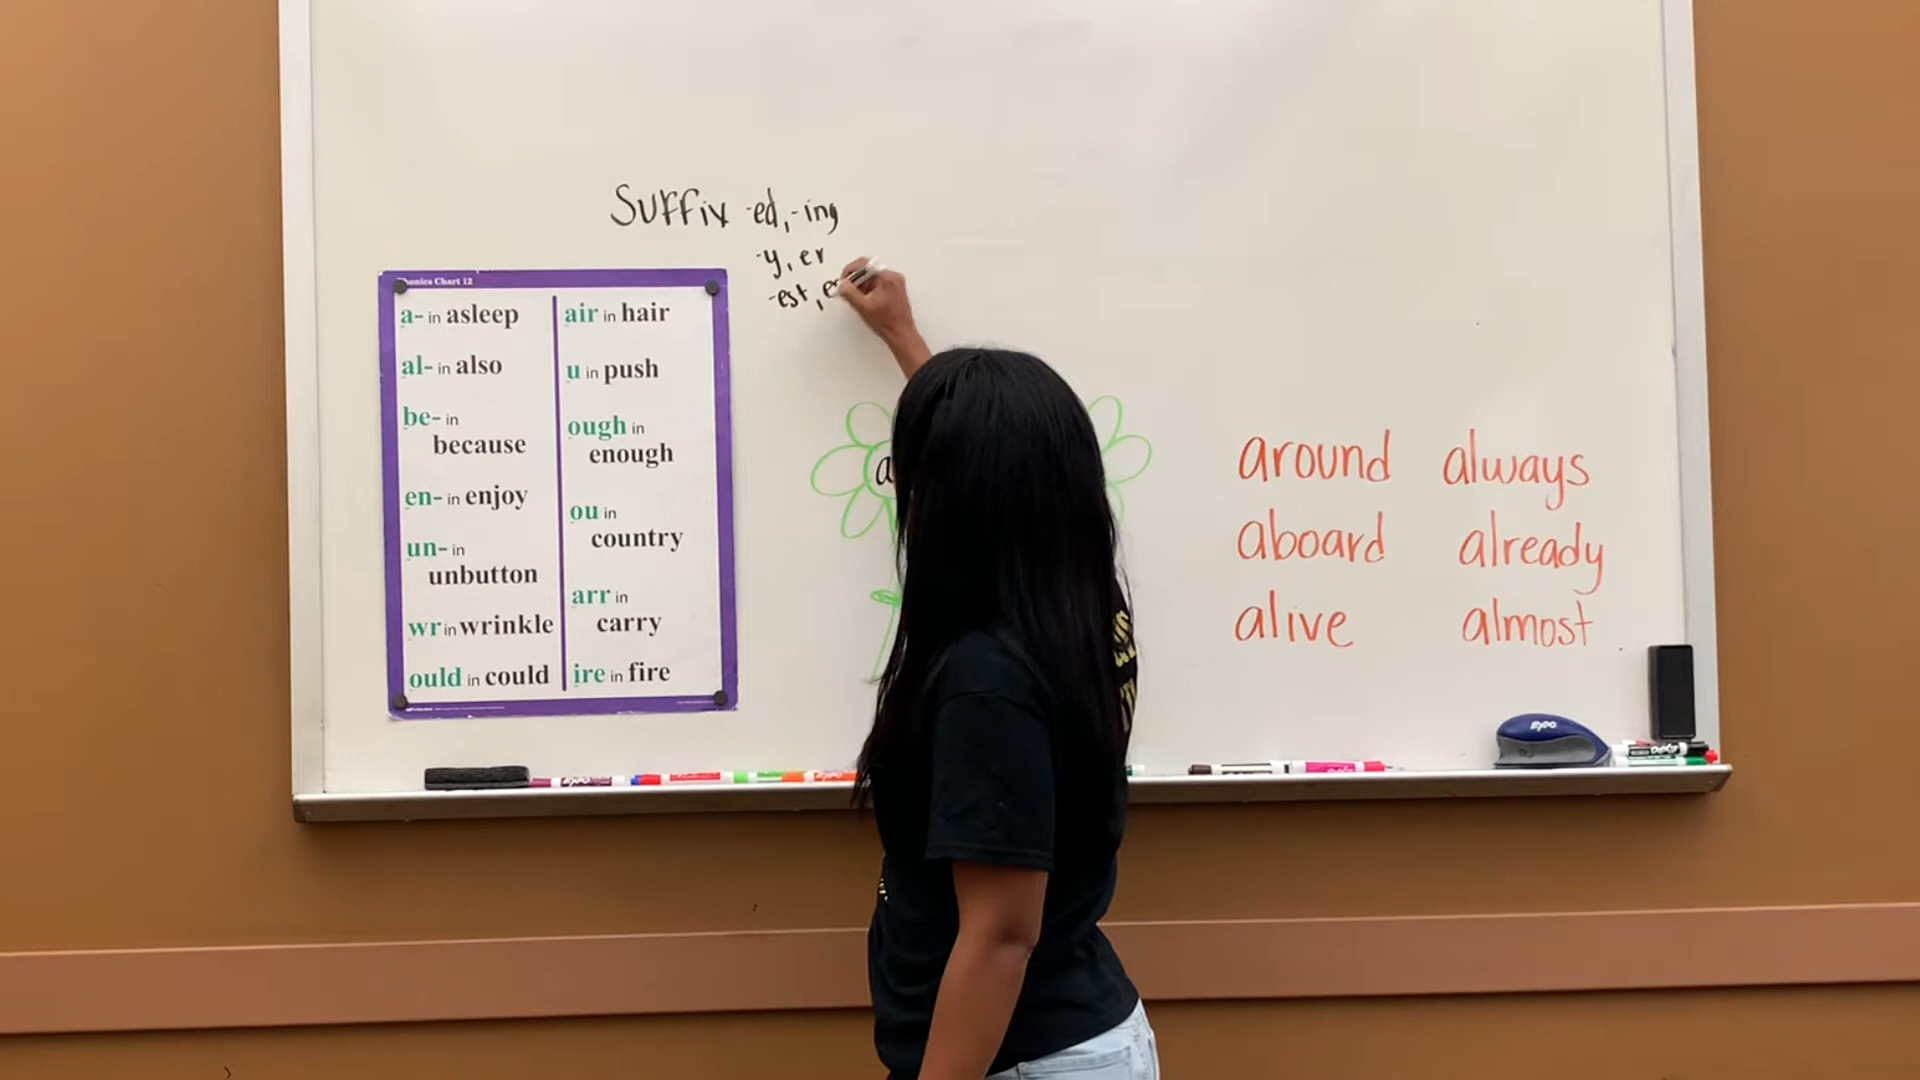 Suffix -ed, -ing
-y, er
-est, e
Phonics Chart 12
a- in asleep
al- in also
be- in
because
en- in enjoy
un- in
unbutton
wr in wrinkle
ould in could
air in hair
u in push
ough in
enough
ou in
country
arr in
carry
ire in fire
a
around always
aboard already
alive almost
EXPO